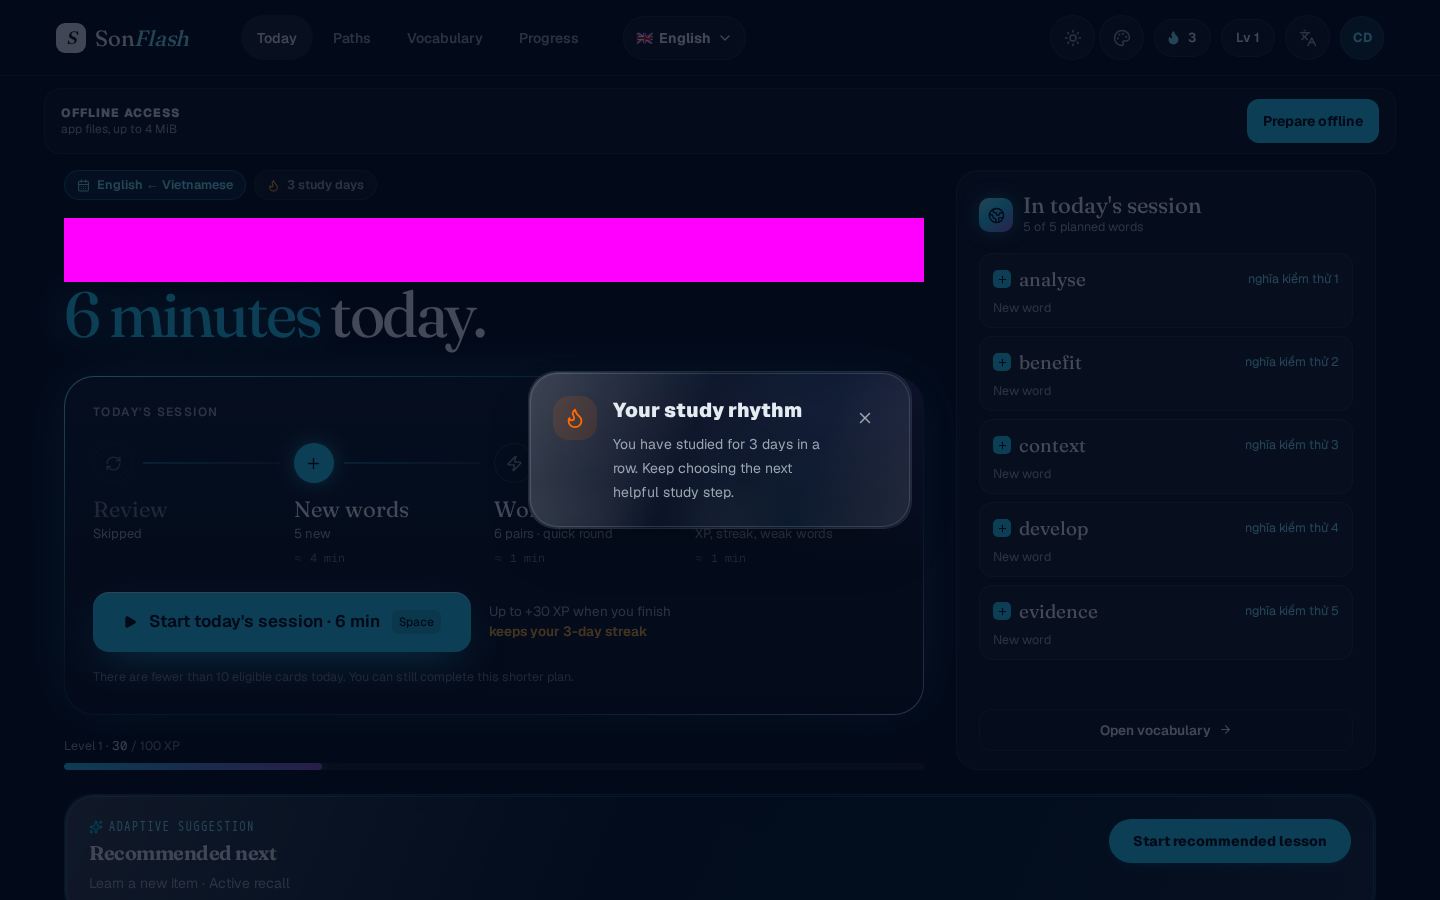 S SonFlash
Today
Paths
Vocabulary
Progress
English
3
Lv 1
CD
OFFLINE ACCESS
app files, up to 4 MiB
Prepare offline
English ← Vietnamese
3 study days
6 minutes today.
TODAY'S SESSION
Review
Skipped
New words
5 new
≈ 4 min
6 pairs · quick round
≈ 1 min
XP, streak, weak words
≈ 1 min
Your study rhythm
You have studied for 3 days in a
row. Keep choosing the next
helpful study step.
Start today's session · 6 min
Space
Up to +30 XP when you finish
keeps your 3-day streak
There are fewer than 10 eligible cards today. You can still complete this shorter plan.
Level 1 · 30 / 100 XP
In today's session
5 of 5 planned words
analyse
nghĩa kiểm thử 1
New word
benefit
nghĩa kiểm thử 2
New word
context
nghĩa kiểm thử 3
New word
develop
nghĩa kiểm thử 4
New word
evidence
nghĩa kiểm thử 5
New word
Open vocabulary
ADAPTIVE SUGGESTION
Recommended next
Learn a new item · Active recall
Start recommended lesson